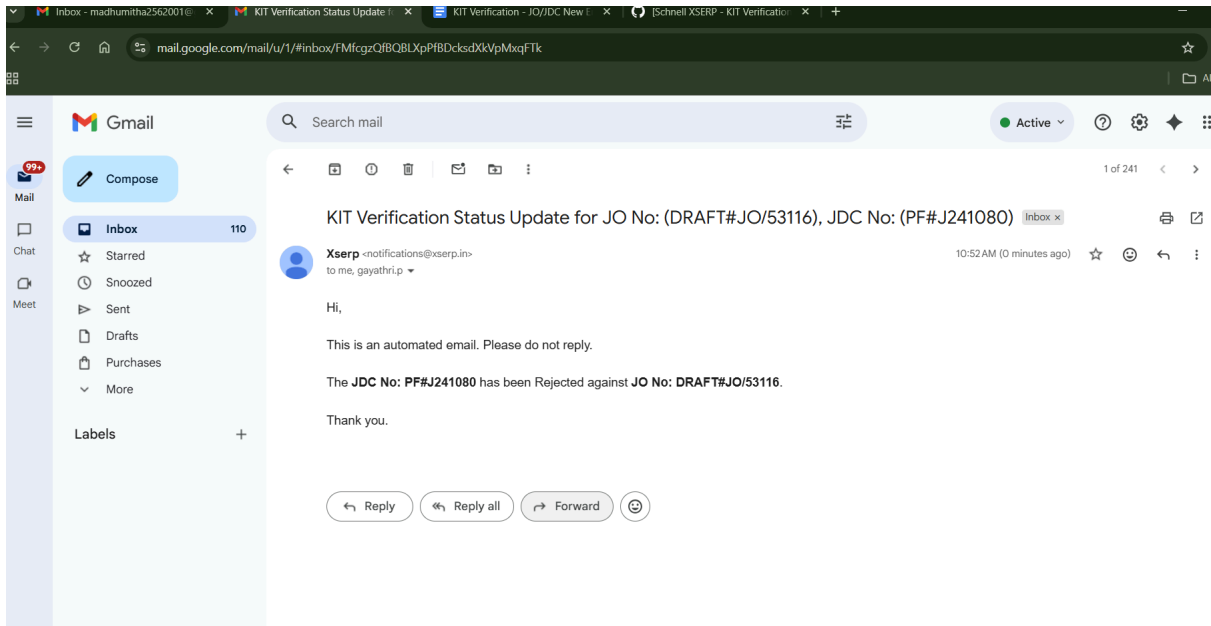 Inbox - madhumitha2562001@
KIT Verification Status Update f
KIT Verification - JO/JDC New E
[Schnell XSERP - KIT Verification
mail.google.com/mail/u/1/#inbox/FMfcgzQfBQBLXpPfBDcksdXkVpMxqFTk
Al
Gmail
Search mail
Active
99+
Mail
Compose
1 of 241
Chat
Meet
Inbox 110
Starred
Snoozed
Sent
Drafts
Purchases
More
Labels
KIT Verification Status Update for JO No: (DRAFT#JO/53116), JDC No: (PF#J241080) Inbox x
Xserp <notifications@xserp.in> 10:52 AM (0 minutes ago)
to me, gayathri.p
Hi,
This is an automated email. Please do not reply.
The JDC No: PF#J241080 has been Rejected against JO No: DRAFT#JO/53116.
Thank you.
Reply Reply all Forward